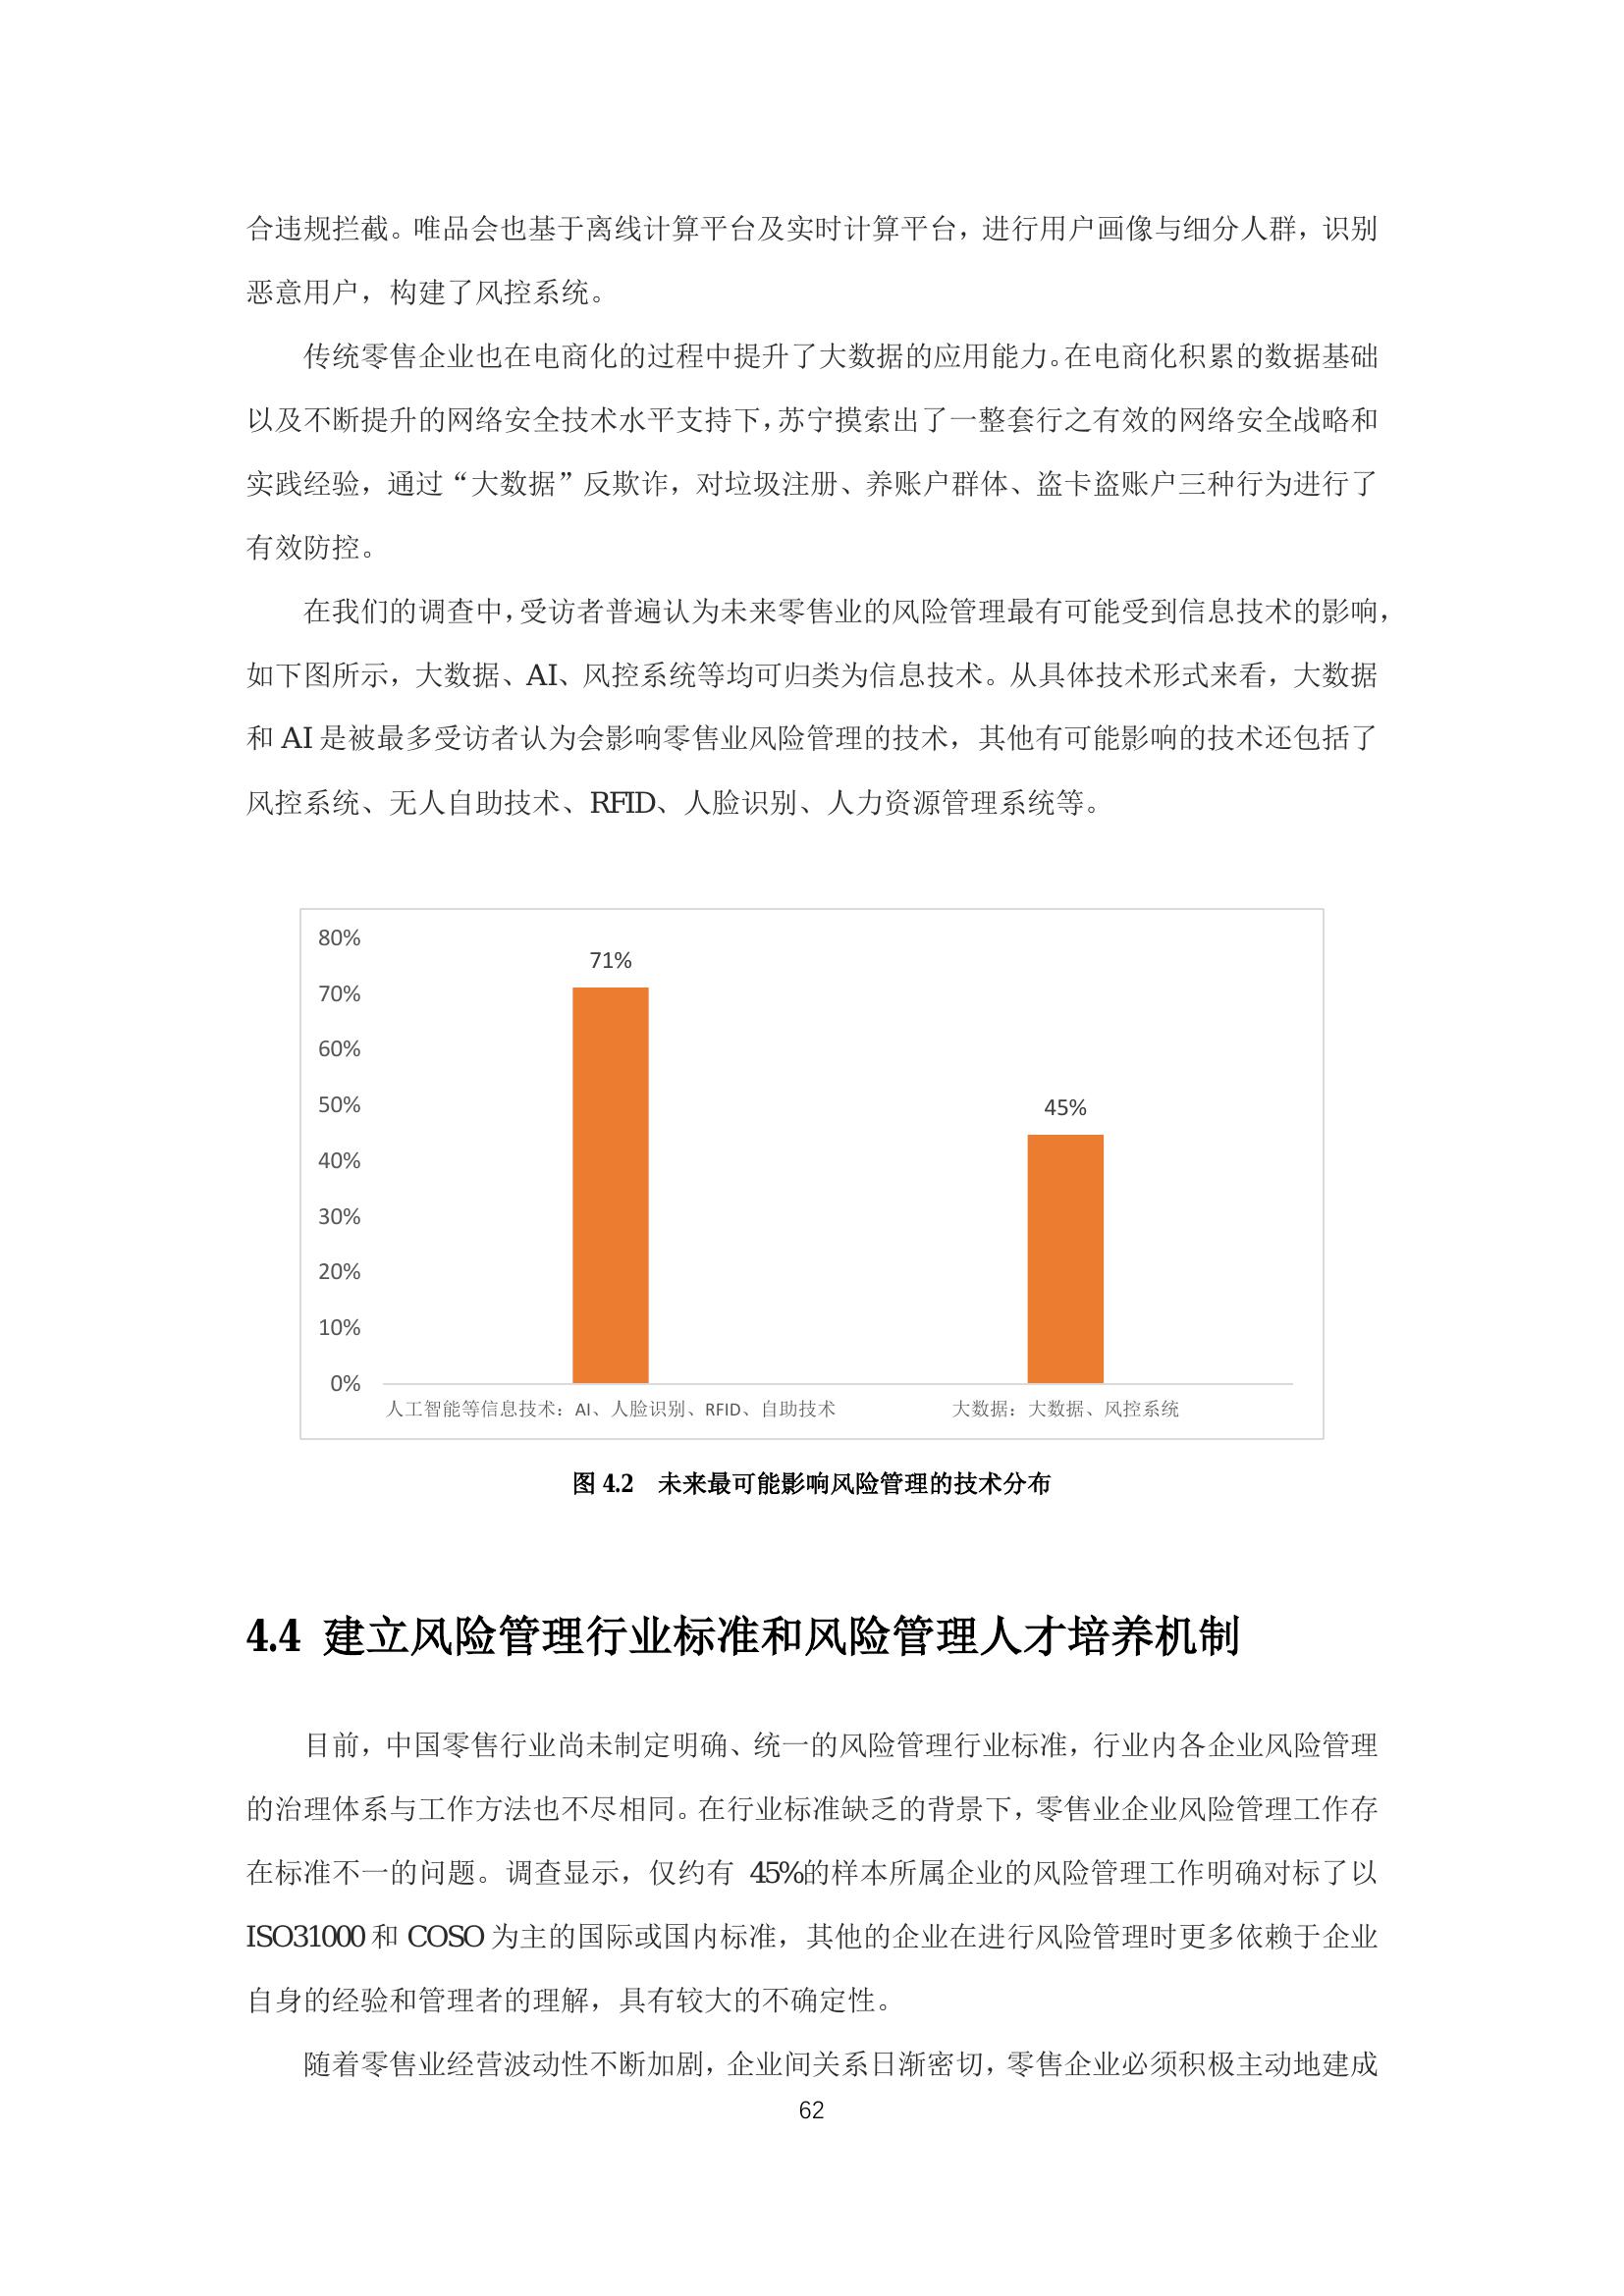 合违规拦截。唯品会也基于离线计算平台及实时计算平台，进行用户画像与细分人群，识别
恶意用户，构建了风控系统。
传统零售企业也在电商化的过程中提升了大数据的应用能力。在电商化积累的数据基础
以及不断提升的网络安全技术水平支持下，苏宁摸索出了一整套行之有效的网络安全战略和
实践经验，通过“大数据”反欺诈，对垃圾注册、养账户群体、盗卡盗账户三种行为进行了
有效防控。
在我们的调查中，受访者普遍认为未来零售业的风险管理最有可能受到信息技术的影响，
如下图所示，大数据、AI、风控系统等均可归类为信息技术。从具体技术形式来看，大数据
和 AI 是被最多受访者认为会影响零售业风险管理的技术，其他有可能影响的技术还包括了
风控系统、无人自助技术、RFID、人脸识别、人力资源管理系统等。
80%
71%
70%
60%
50%
45%
40%
30%
20%
10%
0%
人工智能等信息技术：AI、人脸识别、RFID、自助技术
大数据：大数据、风控系统
图 4.2 未来最可能影响风险管理的技术分布
4.4 建立风险管理行业标准和风险管理人才培养机制
目前，中国零售行业尚未制定明确、统一的风险管理行业标准，行业内各企业风险管理
的治理体系与工作方法也不尽相同。在行业标准缺乏的背景下，零售业企业风险管理工作存
在标准不一的问题。调查显示，仅约有 45%的样本所属企业的风险管理工作明确对标了以
ISO31000 和 COSO 为主的国际或国内标准，其他的企业在进行风险管理时更多依赖于企业
自身的经验和管理者的理解，具有较大的不确定性。
随着零售业经营波动性不断加剧，企业间关系日渐密切，零售企业必须积极主动地建成
62